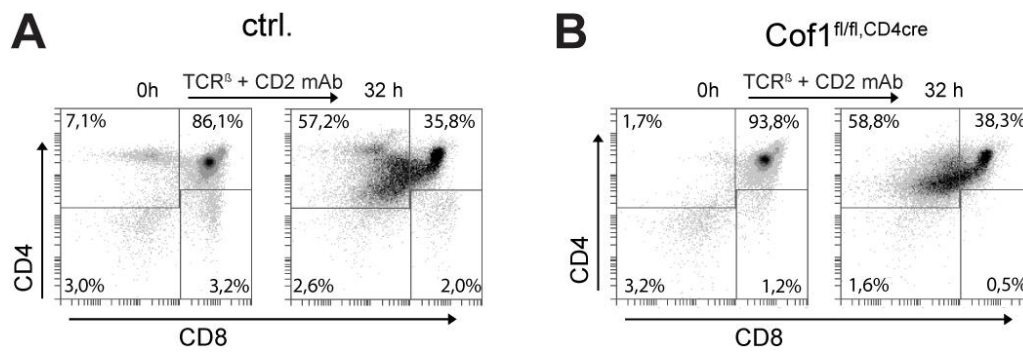 A
ctrl.
0h
TCRᵝ + CD2 mAb
32 h
7,1%
86,1%
3,0%
3,2%
57,2%
35,8%
2,6%
2,0%
CD4
CD8
B
Cof1fl/fl,CD4cre
0h
TCRᵝ + CD2 mAb
32 h
1,7%
93,8%
3,2%
1,2%
58,8%
38,3%
1,6%
0,5%
CD4
CD8